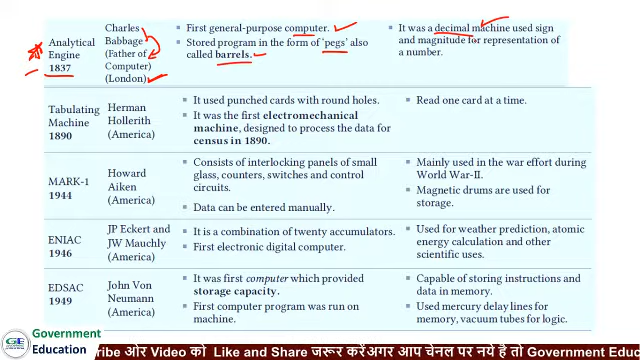 Analytical
Engine
1837
Charles
Babbage
(Father of
Computer)
(London)
First general-purpose computer.
Stored program in the form of 'pegs' also
called barrels.
It was a decimal machine used sign
and magnitude for representation of
a number.
Tabulating
Machine
1890
Herman
Hollerith
(America)
It used punched cards with round holes.
It was the first electromechanical
machine, designed to process the data for
census in 1890.
Read one card at a time.
MARK-1
1944
Howard
Aiken
(America)
Consists of interlocking panels of small
glass, counters, switches and control
circuits.
Data can be entered manually.
Mainly used in the war effort during
World War-II.
Magnetic drums are used for
storage.
ENIAC
1946
JP Eckert and
JW Mauchly
(America)
It is a combination of twenty accumulators.
First electronic digital computer.
Used for weather prediction, atomic
energy calculation and other
scientific uses.
EDSAC
1949
John Von
Neumann
(America)
It was first computer which provided
storage capacity.
First computer program was run on
machine.
Capable of storing instructions and
data in memory.
Used mercury delay lines for
memory, vacuum tubes for logic.
GE
Government
Education
ribe ओर Video को Like and Share जरूर करें अगर आप चेनल पर नये है तो Government Edu